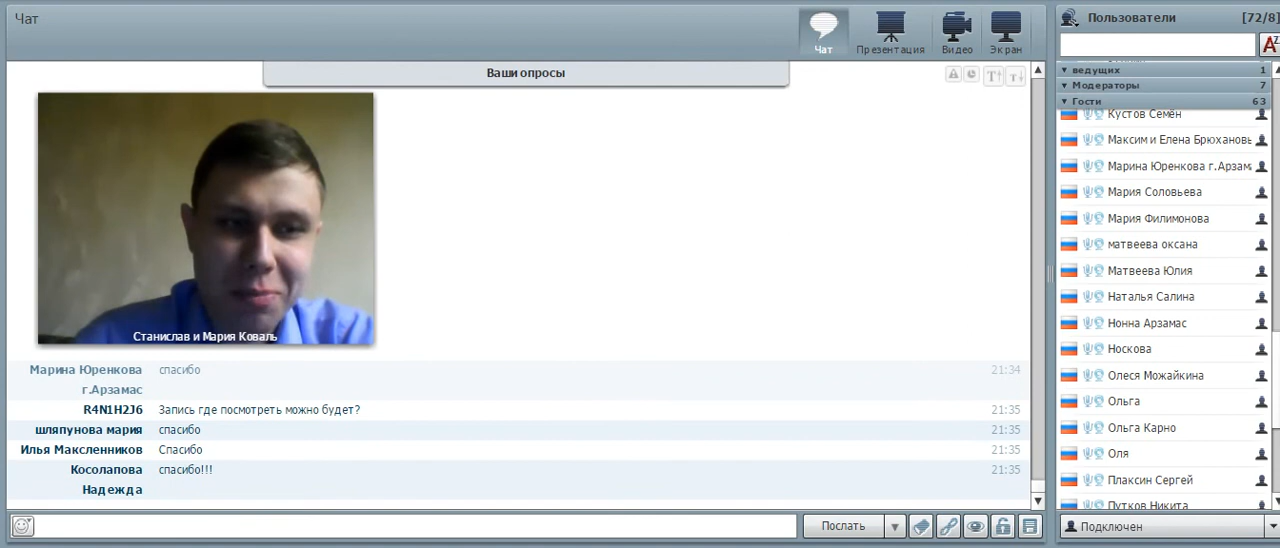 Чат
Чат
Презентация
Видео
Экран
Ваши опросы
Станислав и Мария Коваль
Марина Юренкова г.Арзамас спасибо 21:34
R4N1H2J6 Запись где посмотреть можно будет? 21:35
шляпунова мария спасибо 21:35
Илья Максленников Спасибо 21:35
Косолапова Надежда спасибо!!! 21:35
Послать
Пользователи [72/8
ведущих 1
Модераторы 7
Гости 63
Кустов Семён
Максим и Елена Брюхановь
Марина Юренкова г.Арзам
Мария Соловьева
Мария Филимонова
матвеева оксана
Матвеева Юлия
Наталья Салина
Нонна Арзамас
Носкова
Олеся Можайкина
Ольга
Ольга Карно
Оля
Плаксин Сергей
Путков Никита
Подключен